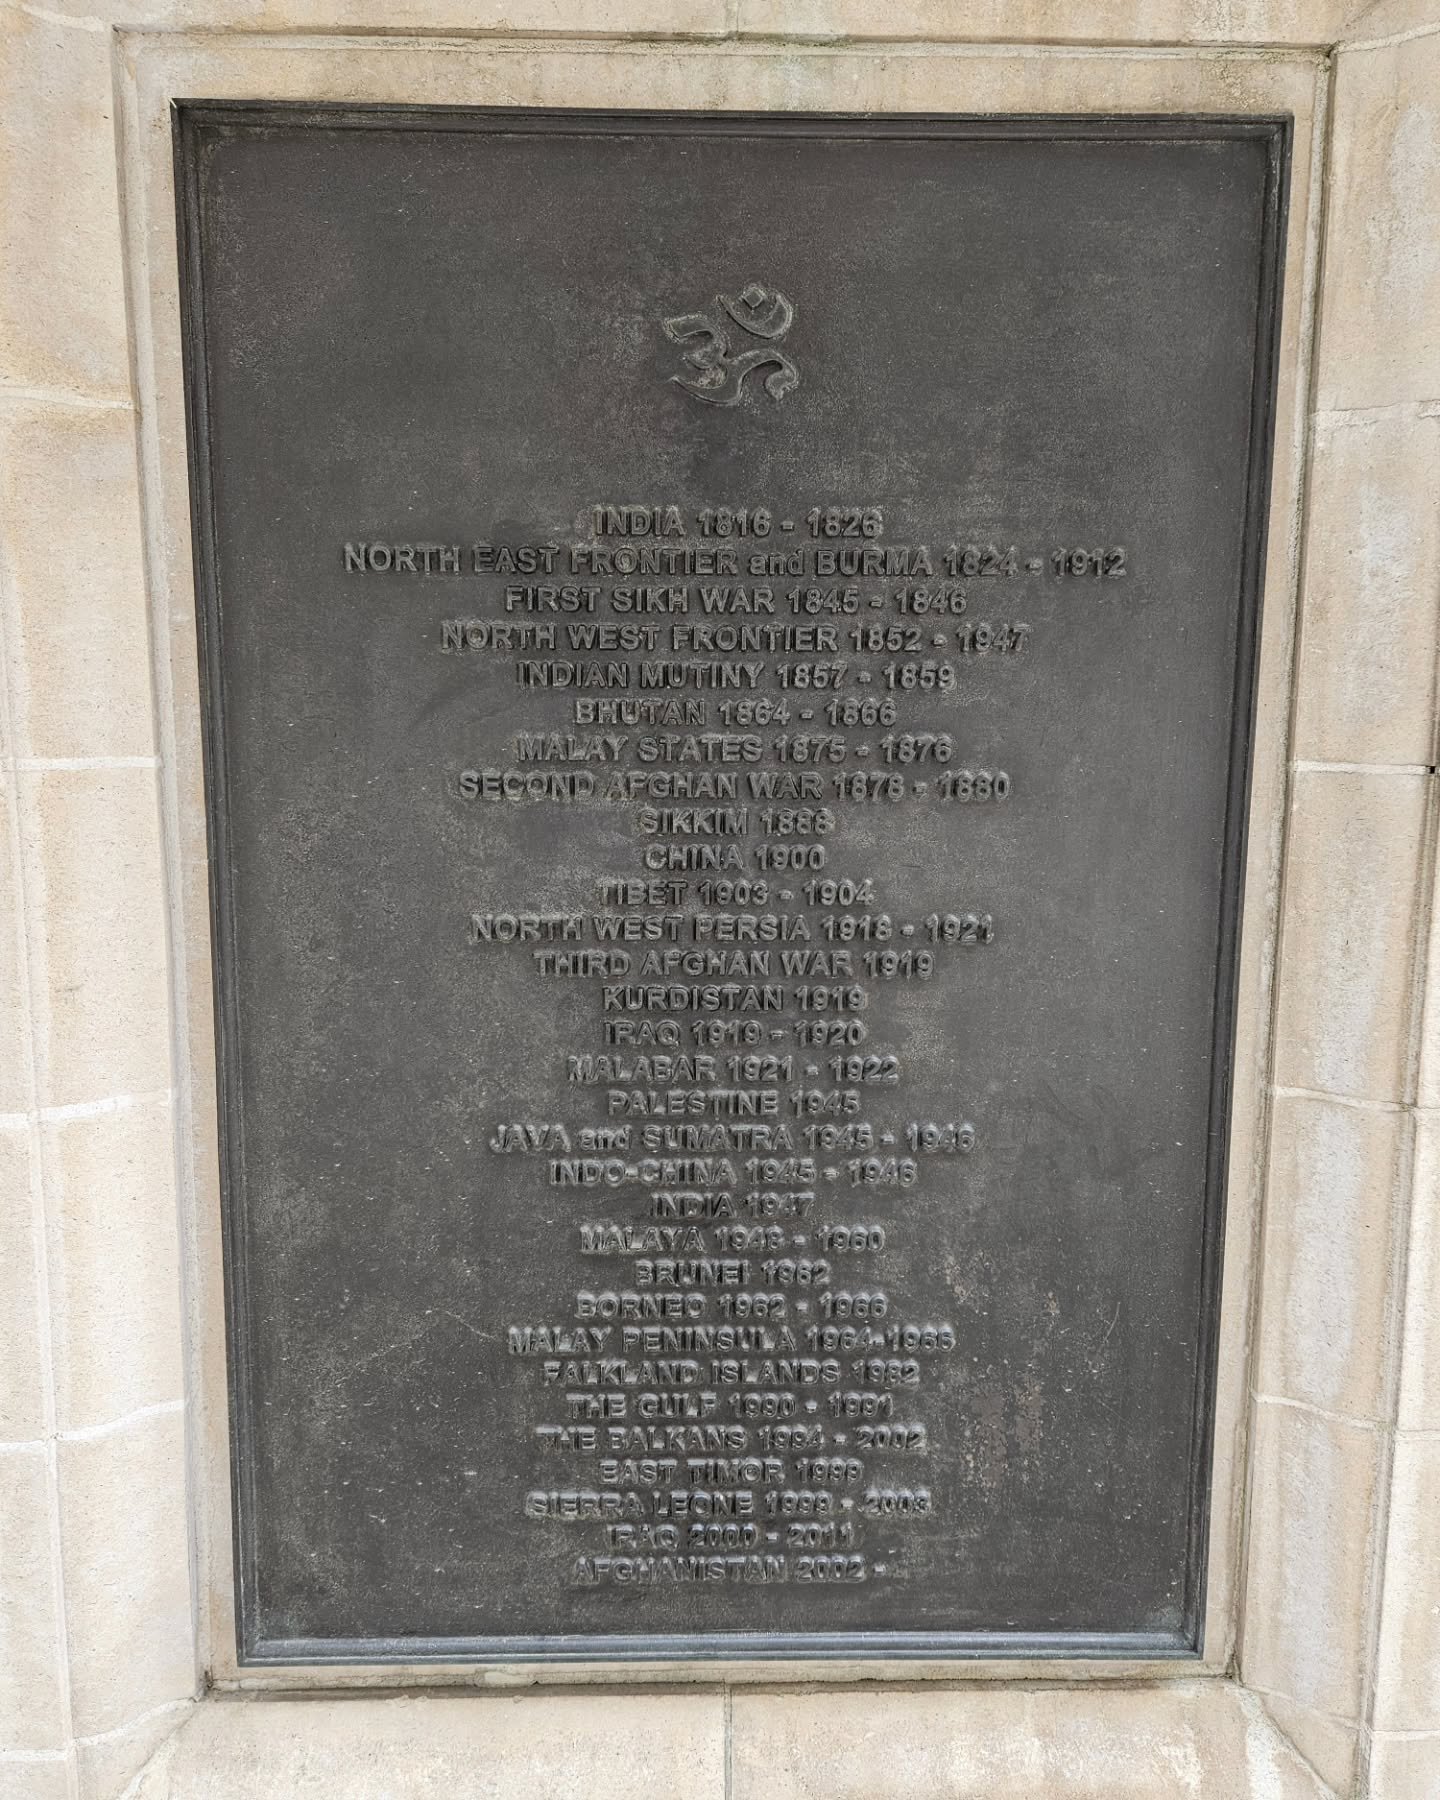 ॐ
INDIA 1816 - 1826
NORTH EAST FRONTIER and BURMA 1824 - 1912
FIRST SIKH WAR 1845 - 1846
NORTH WEST FRONTIER 1852 - 1947
INDIAN MUTINY 1857 - 1859
BHUTAN 1864 - 1866
MALAY STATES 1875 - 1876
SECOND AFGHAN WAR 1878 - 1880
SIKKIM 1888
CHINA 1900
TIBET 1903 - 1904
NORTH WEST PERSIA 1918 - 1921
THIRD AFGHAN WAR 1919
KURDISTAN 1919
IRAQ 1919 - 1920
MALABAR 1921 - 1922
PALESTINE 1945
JAVA and SUMATRA 1945 - 1946
INDO-CHINA 1945 - 1946
INDIA 1947
MALAYA 1948 - 1960
BRUNEI 1962
BORNEO 1962 - 1966
MALAY PENINSULA 1964-1966
FALKLAND ISLANDS 1982
THE GULF 1990 - 1991
THE BALKANS 1994 - 2002
EAST TIMOR 1999
SIERRA LEONE 1999 - 2003
IRAQ 2000 - 2011
AFGHANISTAN 2002 -